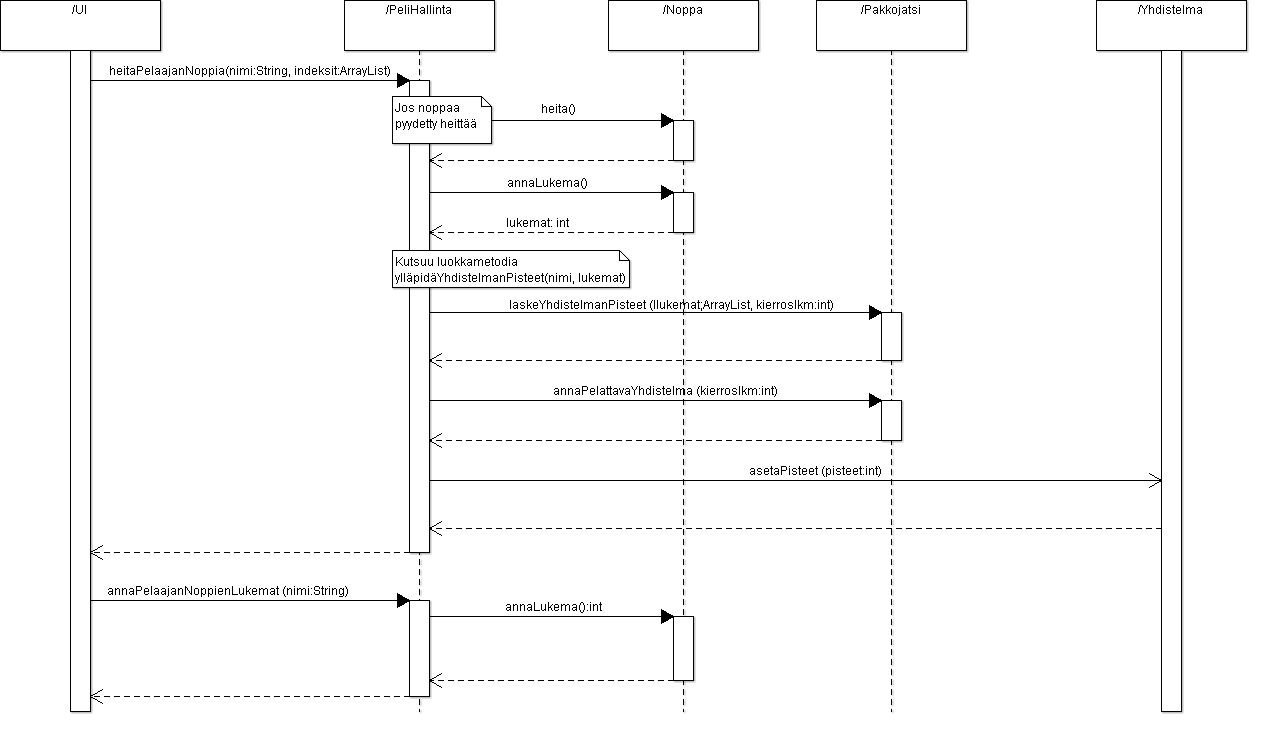 /UI
/PeliHallinta
/Noppa
/Pakkojatsi
/Yhdistelma
heitaPelaajanNoppia(nimi:String, indeksit:ArrayList)
Jos noppaa
pyydetty heittää
heita()
annaLukema()
lukemat: int
Kutsuu luokkametodia
ylläpidäYhdistelmanPisteet(nimi, lukemat)
laskeYhdistelmanPisteet (llukemat;ArrayList, kierroslkm:int)
annaPelattavaYhdistelma (kierroslkm:int)
asetaPisteet (pisteet:int)
annaPelaajanNoppienLukemat (nimi:String)
annaLukema():int